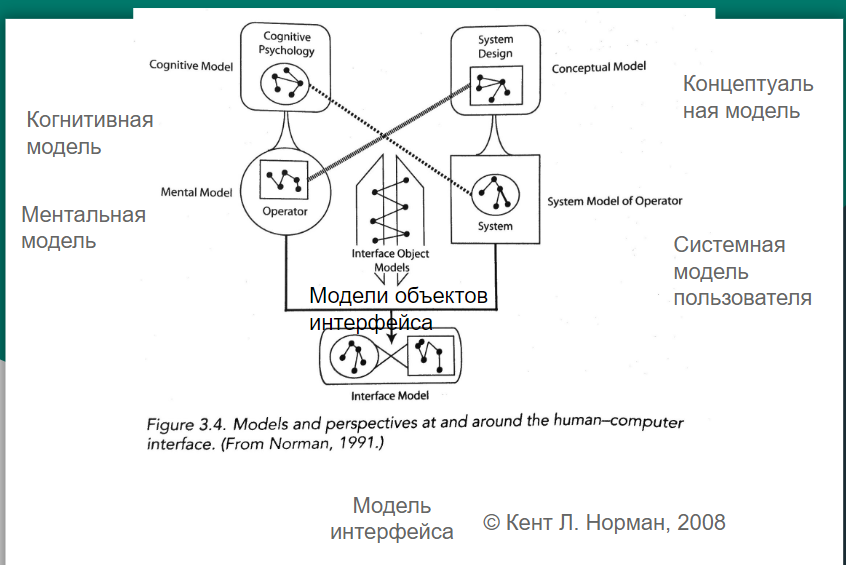 Cognitive
Psychology
System
Design
Cognitive Model
Conceptual Model
Концептуаль
ная модель
Когнитивная
модель
Mental Model
Operator
System Model of Operator
System
Ментальная
модель
Системная
модель
пользователя
Interface Object
Models
Модели объектов
интерфейса
Interface Model
Figure 3.4. Models and perspectives at and around the human–computer
interface. (From Norman, 1991.)
Модель
интерфейса
© Кент Л. Норман, 2008